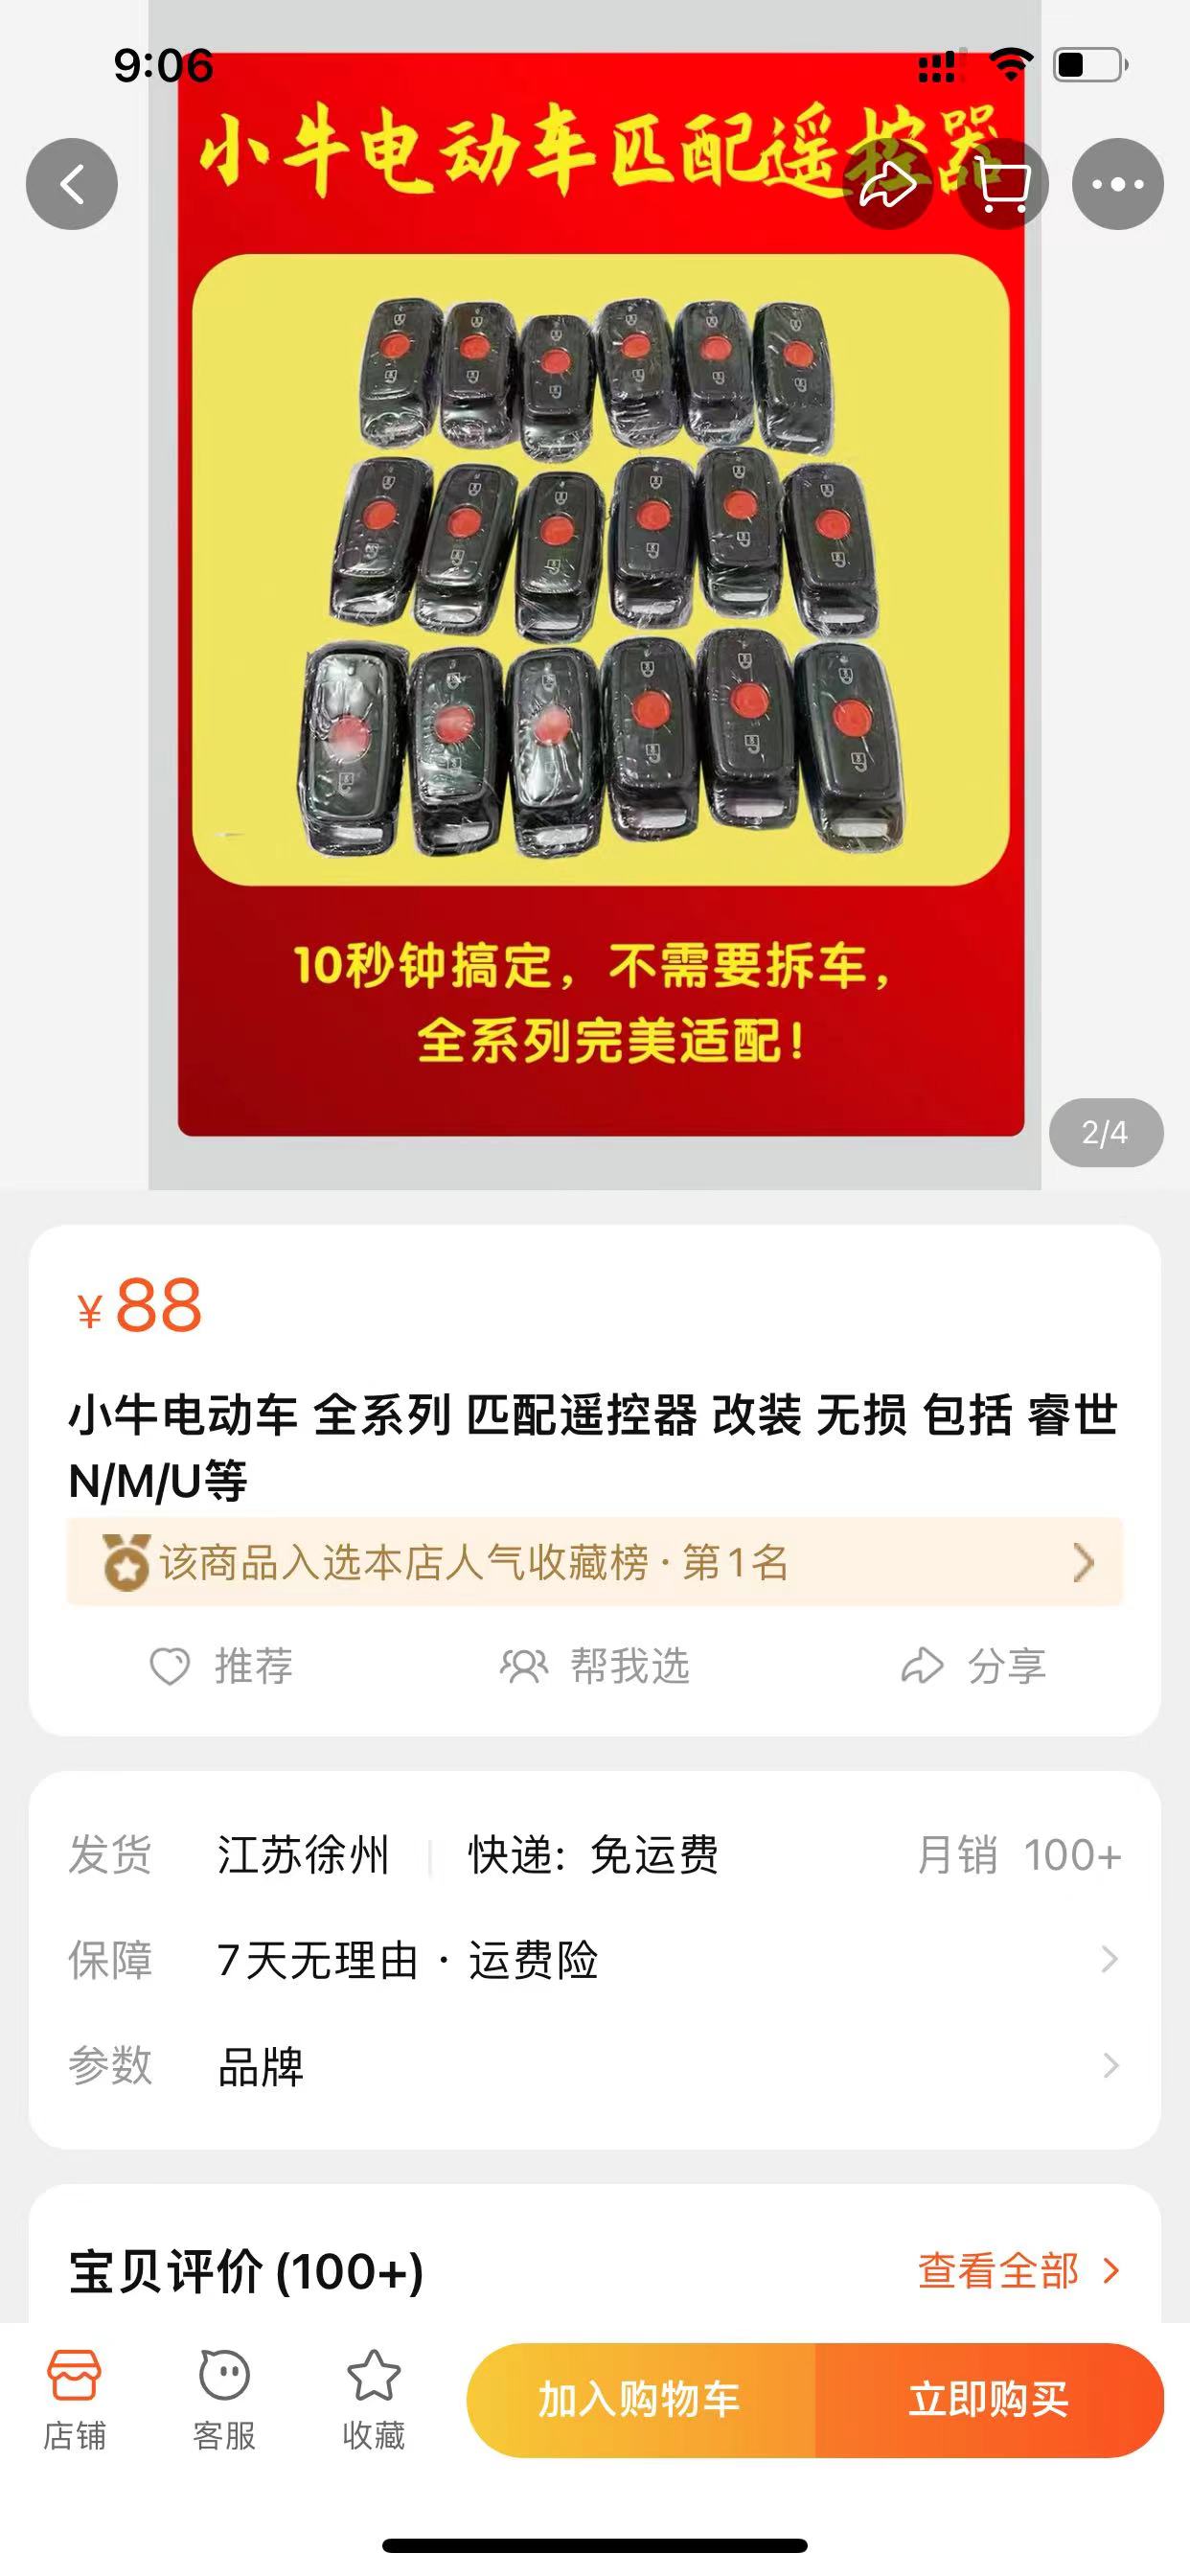 9:06
小牛电动车匹配遥控器
10秒钟搞定，不需要拆车，
全系列完美适配！
2/4
¥88
小牛电动车 全系列 匹配遥控器 改装 无损 包括 睿世
N/M/U等
该商品入选本店人气收藏榜·第1名
推荐 帮我选 分享
发货 江苏徐州 快递: 免运费 月销 100+
保障 7天无理由 · 运费险
参数 品牌
宝贝评价 (100+) 查看全部
店铺 客服 收藏 加入购物车 立即购买